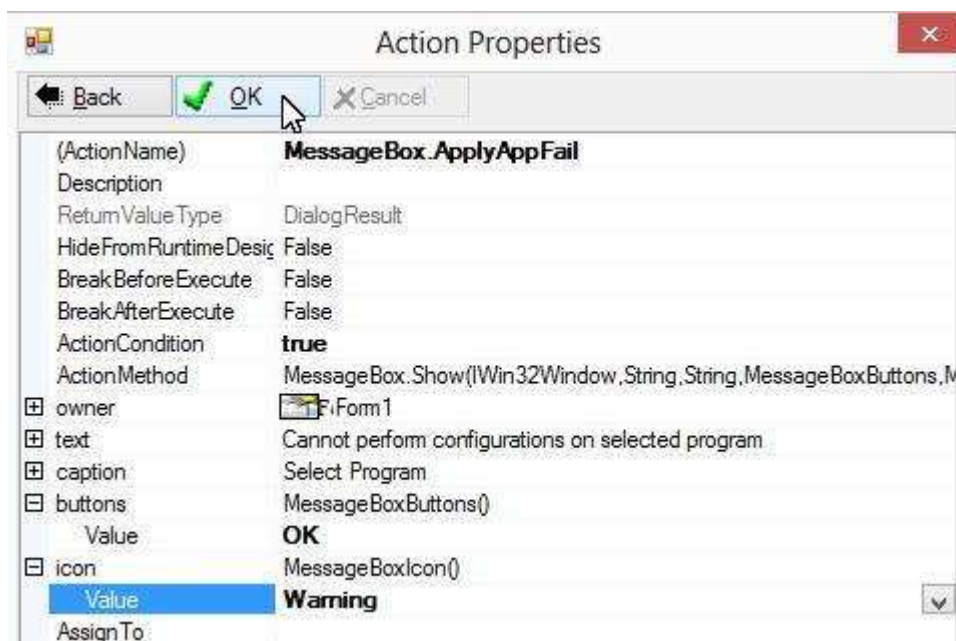 Action Properties
Back OK Cancel
(ActionName) MessageBox.ApplyAppFail
Description
ReturnValueType DialogResult
HideFromRuntimeDesig False
BreakBeforeExecute False
BreakAfterExecute False
ActionCondition true
ActionMethod MessageBox.Show(IWin32Window,String,String,MessageBoxButtons,M
owner Form1
text Cannot perform configurations on selected program
caption Select Program
buttons MessageBoxButtons()
Value OK
icon MessageBoxIcon()
Value Warning
AssignTo